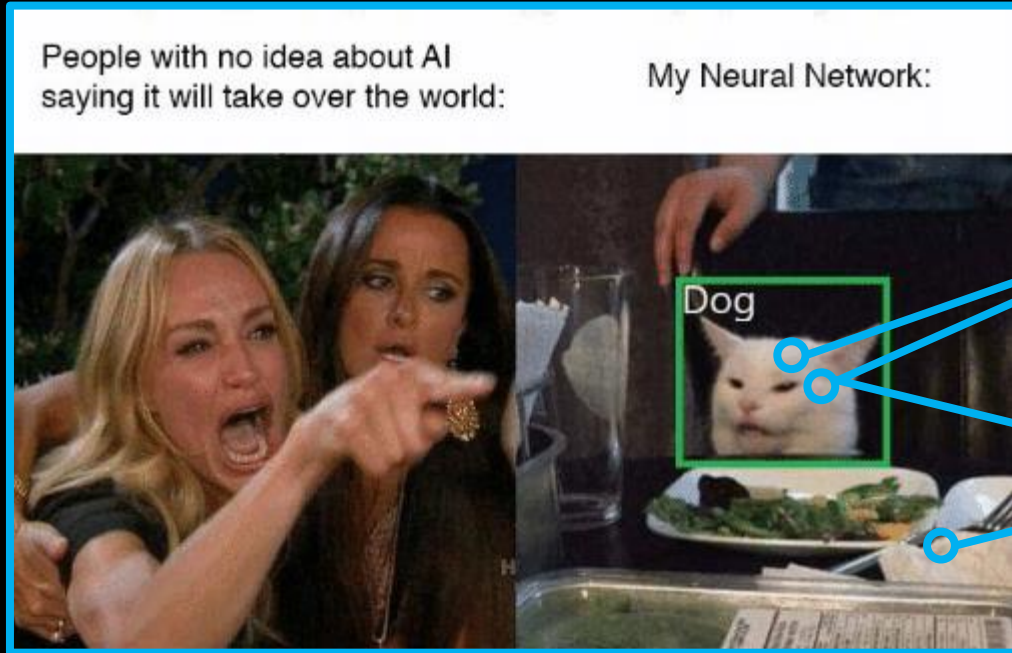 People with no idea about AI
saying it will take over the world:
My Neural Network:
Dog